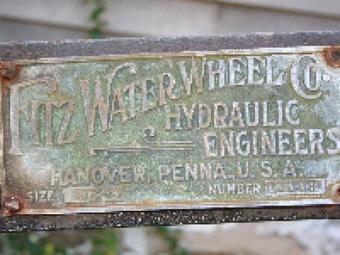 FITZ WATER WHEEL CO.
HYDRAULIC
ENGINEERS
HANOVER, PENNA., U.S.A.
SIZE NUMBER